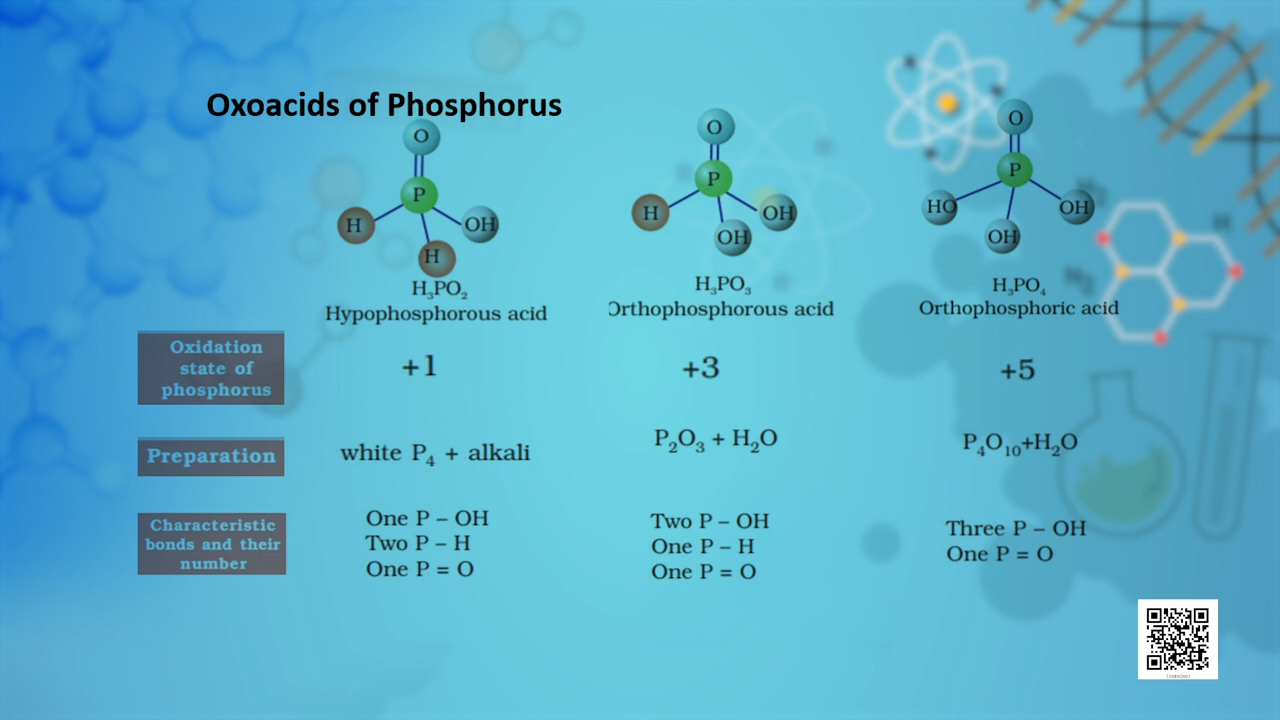 Oxoacids of Phosphorus
O
P
H
OH
H
H₃PO₂
Hypophosphorous acid
O
P
H
OH
OH
H₃PO₃
Orthophosphorous acid
O
P
HO
OH
OH
H₃PO₄
Orthophosphoric acid
Oxidation
state of
phosphorus
+1
+3
+5
Preparation
white P₄ + alkali
P₂O₃ + H₂O
P₄O₁₀+H₂O
Characteristic
bonds and their
number
One P – OH
Two P – H
One P = O
Two P – OH
One P – H
One P = O
Three P – OH
One P = O